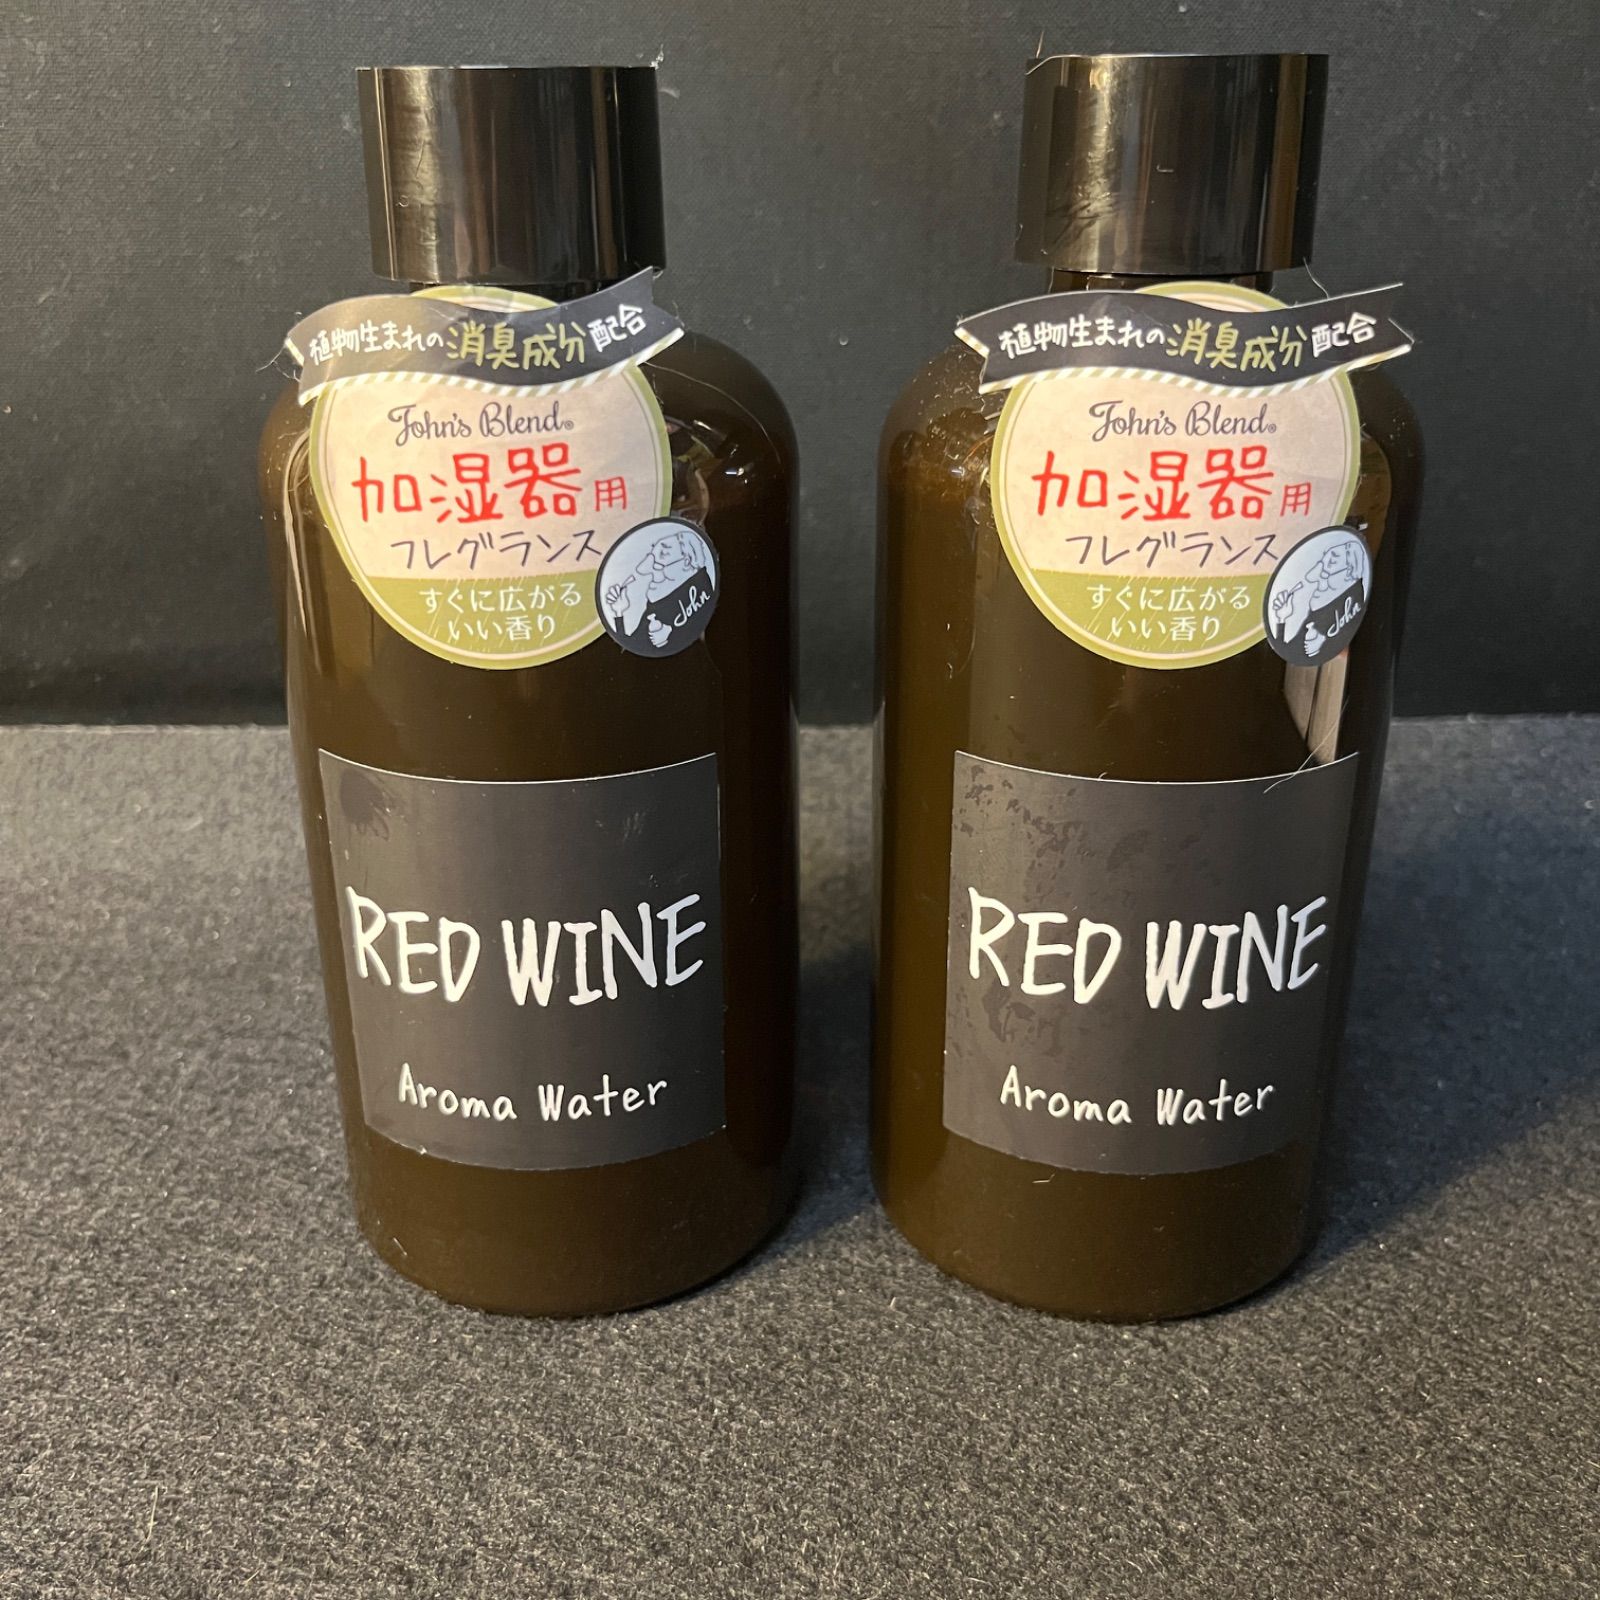 植物生まれの消臭成分配合
John's Blend®
加湿器用
フレグランス
すぐに広がる
いい香り
John
RED WINE
Aroma Water
植物生まれの消臭成分配合
John's Blend®
加湿器用
フレグランス
すぐに広がる
いい香り
John
RED WINE
Aroma Water